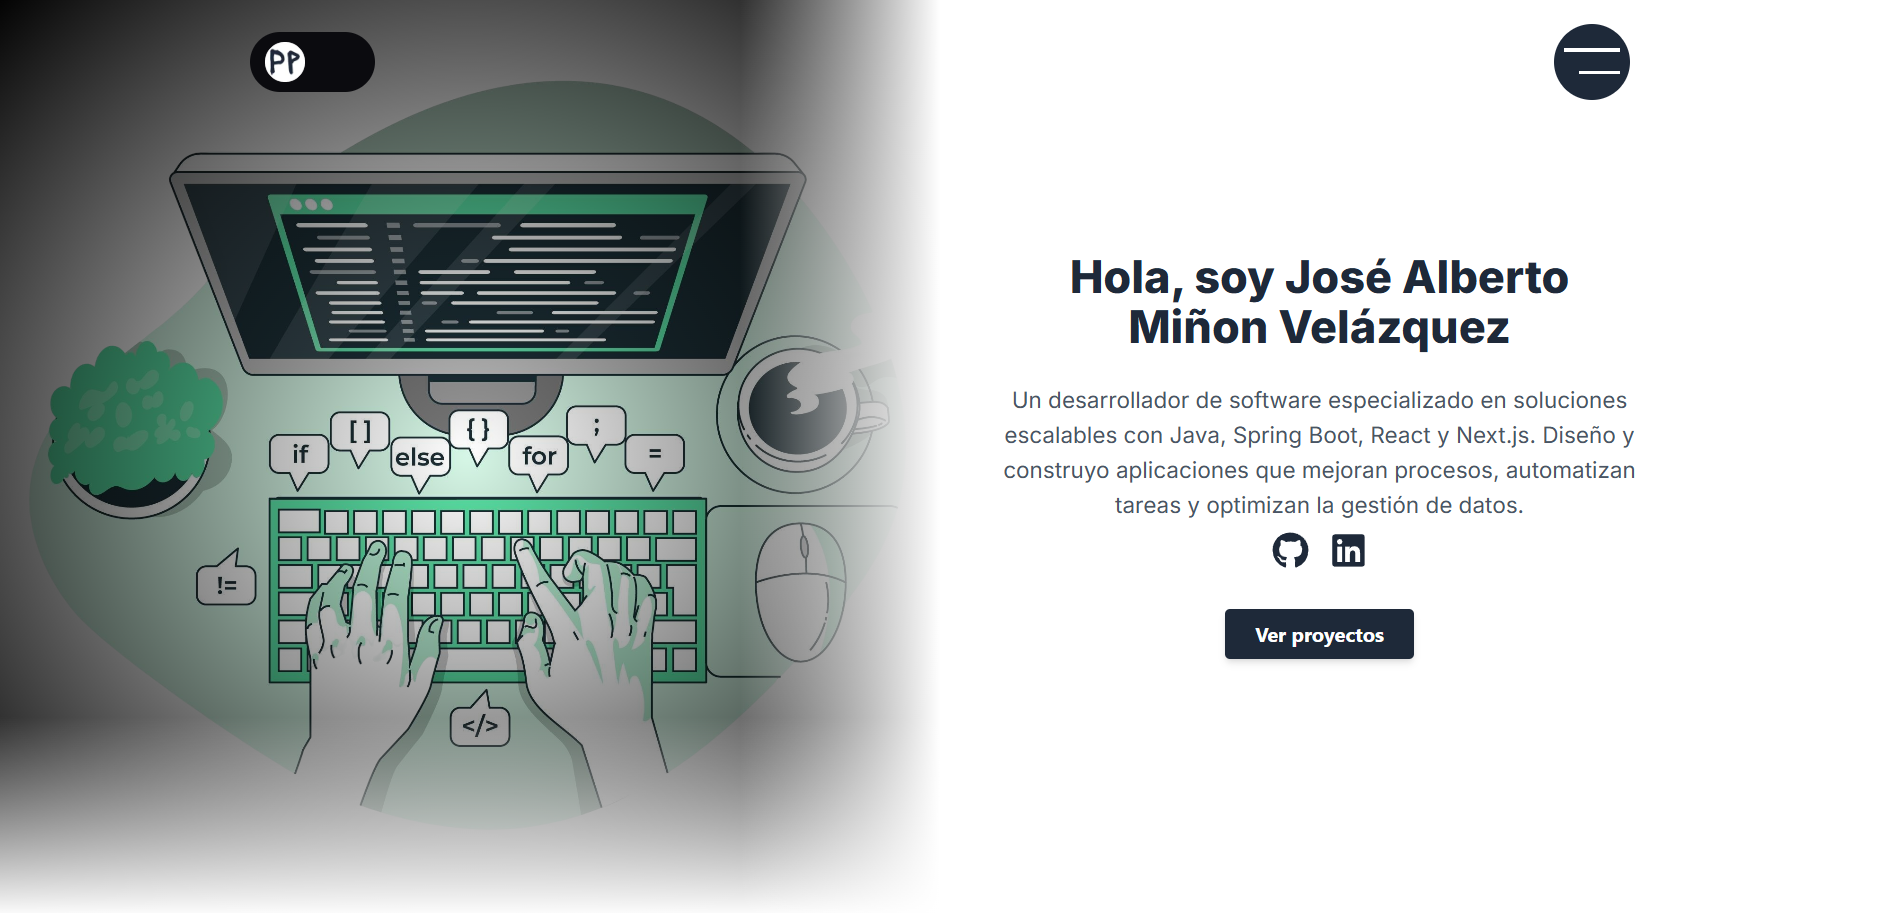 PP
Hola, soy José Alberto
Miñon Velázquez
Un desarrollador de software especializado en soluciones
escalables con Java, Spring Boot, React y Next.js. Diseño y
construyo aplicaciones que mejoran procesos, automatizan
tareas y optimizan la gestión de datos.
in
Ver proyectos
if
[ ]
else
{ }
for
;
=
!=
</>